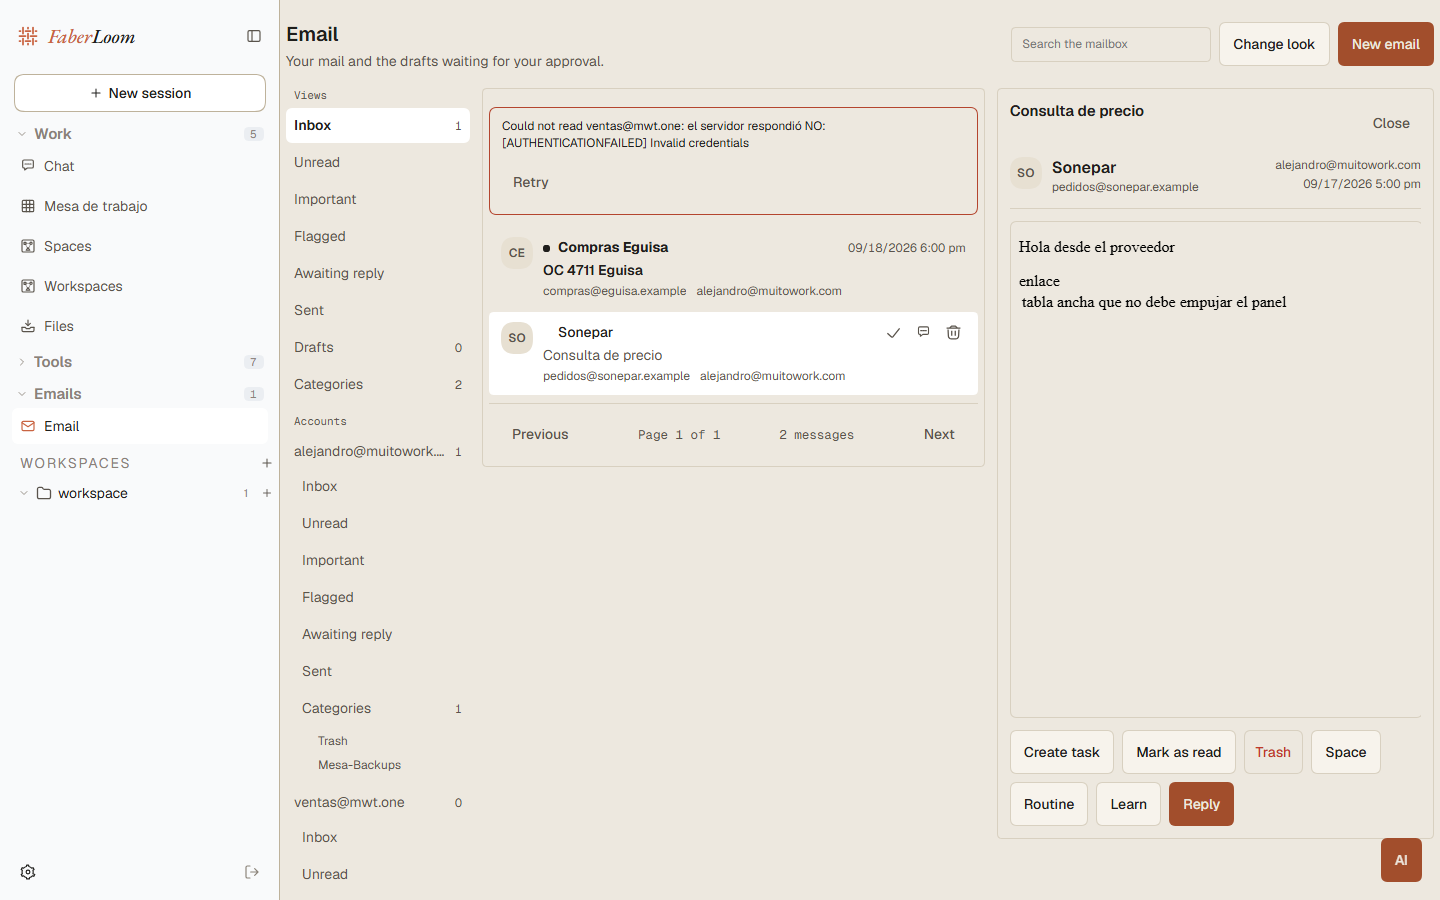 FaberLoom
New session
Work 5
Chat
Mesa de trabajo
Spaces
Workspaces
Files
Tools 7
Emails 1
Email
WORKSPACES
workspace 1
Email
Your mail and the drafts waiting for your approval.
Search the mailbox
Change look
New email
Views
Inbox 1
Unread
Important
Flagged
Awaiting reply
Sent
Drafts 0
Categories 2
Accounts
alejandro@muitowork.... 1
Inbox
Unread
Important
Flagged
Awaiting reply
Sent
Categories 1
Trash
Mesa-Backups
ventas@mwt.one 0
Inbox
Unread
Could not read ventas@mwt.one: el servidor respondió NO:
[AUTHENTICATIONFAILED] Invalid credentials
Retry
CE
Compras Eguisa 09/18/2026 6:00 pm
OC 4711 Eguisa
compras@eguisa.example alejandro@muitowork.com
SO
Sonepar
Consulta de precio
pedidos@sonepar.example alejandro@muitowork.com
Previous Page 1 of 1 2 messages Next
Consulta de precio
Close
SO
Sonepar alejandro@muitowork.com
pedidos@sonepar.example 09/17/2026 5:00 pm
Hola desde el proveedor
enlace
tabla ancha que no debe empujar el panel
Create task Mark as read Trash Space
Routine Learn Reply
AI